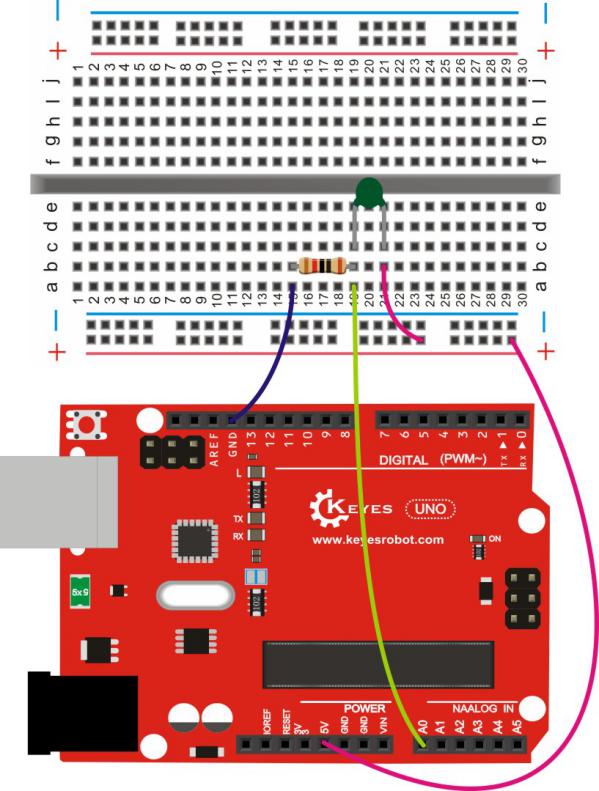 + +
1 2 3 4 5 6 7 8 9 10 11 12 13 14 15 16 17 18 19 20 21 22 23 24 25 26 27 28 29 30
j j
I I
h h
g g
f f
e e
d d
c c
b b
a a
1 2 3 4 5 6 7 8 9 10 11 12 13 14 15 16 17 18 19 20 21 22 23 24 25 26 27 28 29 30
+ +
AREF GND 13 12 11 10 9 8 7 6 5 4 3 2 TX 1 RX 0
DIGITAL (PWM~)
L
102
KEYES UNO
TX
RX
www.keyesrobot.com
ON
102
5x9
102
POWER NAALOG IN
IOREF RESET 3V3 5V GND GND VIN A0 A1 A2 A3 A4 A5